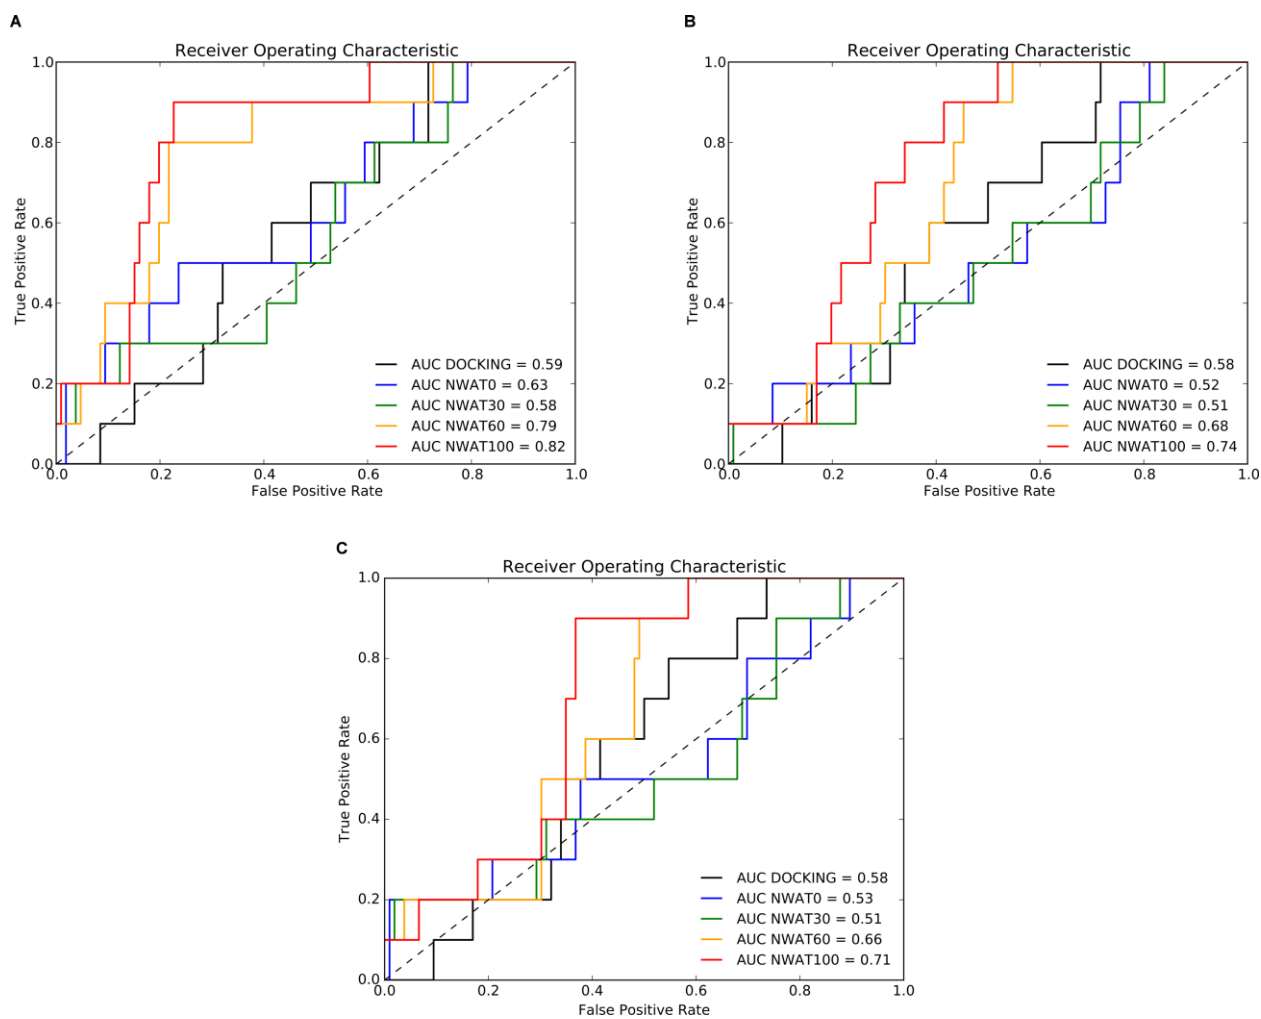 A
Receiver Operating Characteristic
True Positive Rate
1.0
0.8
0.6
0.4
0.2
0.0
0.0 0.2 0.4 0.6 0.8 1.0
False Positive Rate
AUC DOCKING = 0.59
AUC NWAT0 = 0.63
AUC NWAT30 = 0.58
AUC NWAT60 = 0.79
AUC NWAT100 = 0.82
B
Receiver Operating Characteristic
True Positive Rate
1.0
0.8
0.6
0.4
0.2
0.0
0.0 0.2 0.4 0.6 0.8 1.0
False Positive Rate
AUC DOCKING = 0.58
AUC NWAT0 = 0.52
AUC NWAT30 = 0.51
AUC NWAT60 = 0.68
AUC NWAT100 = 0.74
C
Receiver Operating Characteristic
True Positive Rate
1.0
0.8
0.6
0.4
0.2
0.0
0.0 0.2 0.4 0.6 0.8 1.0
False Positive Rate
AUC DOCKING = 0.58
AUC NWAT0 = 0.53
AUC NWAT30 = 0.51
AUC NWAT60 = 0.66
AUC NWAT100 = 0.71